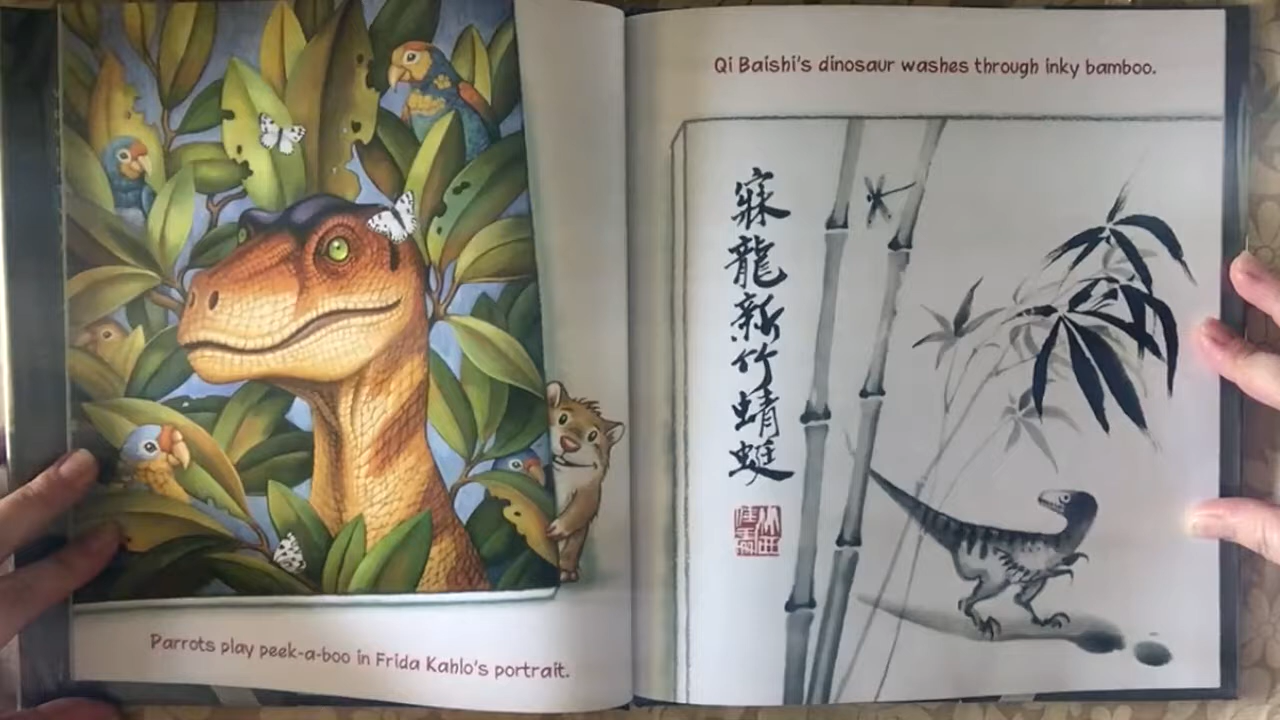 Parrots play peek-a-boo in Frida Kahlo's portrait.
Qi Baishi's dinosaur washes through inky bamboo.
寐龍新竹蜻蜓